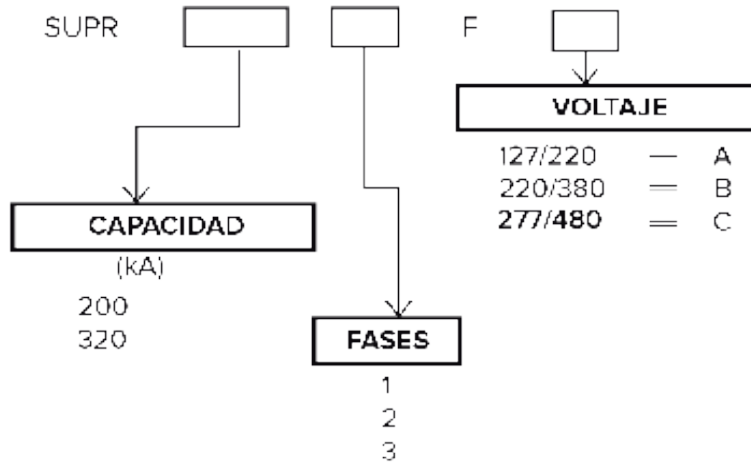 SUPR F
VOLTAJE
127/220 — A
220/380 = B
277/480 = C
CAPACIDAD
(kA)
200
320
FASES
1
2
3